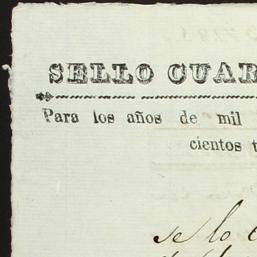 SELLO CUAR
Para los años de mil
cientos t
se lo